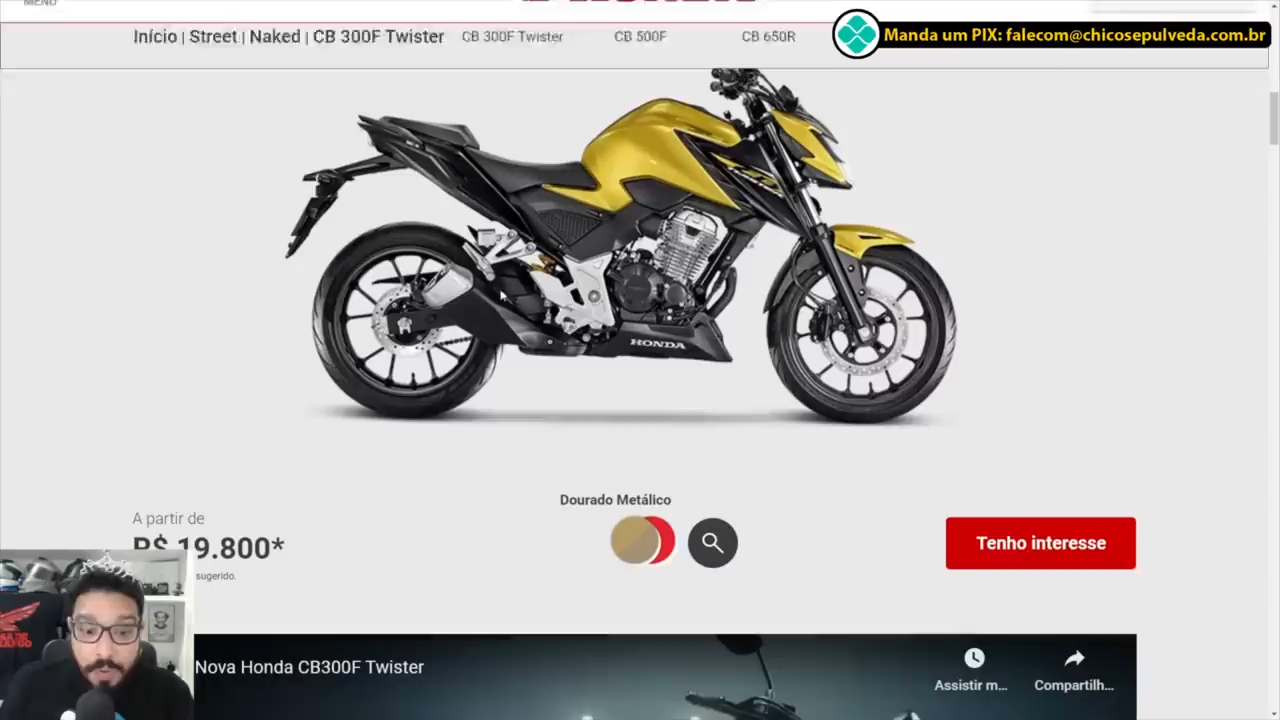 MENU
Manda um PIX: falecom@chicosepulveda.com.br
Início | Street | Naked | CB 300F Twister
CB 300F Twister
CB 500F
CB 650R
HONDA
Dourado Metálico
A partir de
R$ 19.800*
sugerido.
Tenho interesse
Nova Honda CB300F Twister
Assistir m...
Compartilh...